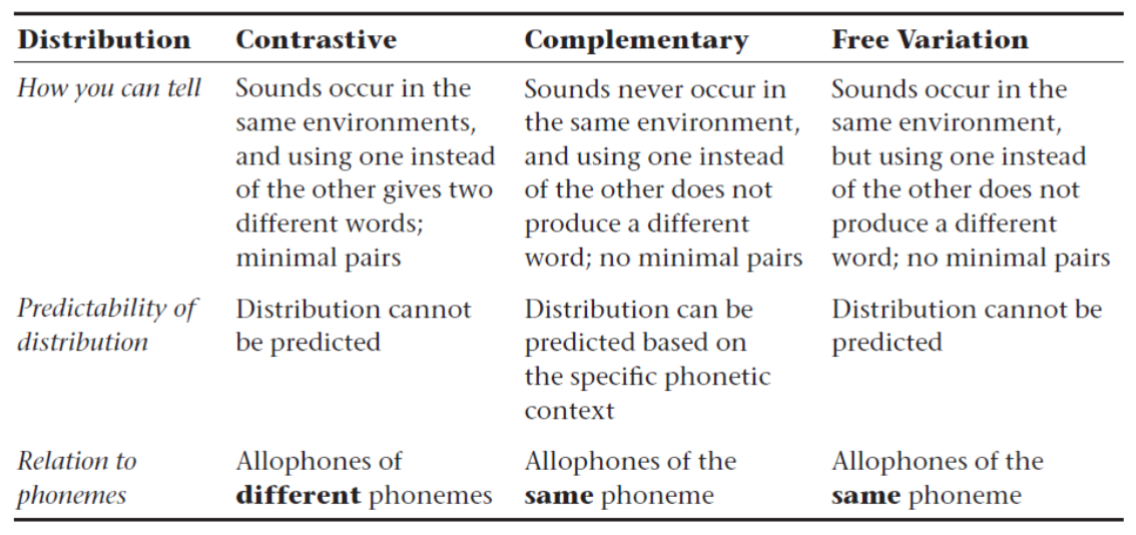 Distribution Contrastive Complementary Free Variation
How you can tell Sounds occur in the Sounds never occur in Sounds occur in the
same environments, the same environment, same environment,
and using one instead and using one instead but using one instead
of the other gives two of the other does not of the other does not
different words; produce a different produce a different
minimal pairs word; no minimal pairs word; no minimal pairs
Predictability of Distribution cannot Distribution can be Distribution cannot be
distribution be predicted predicted based on predicted
the specific phonetic
context
Relation to Allophones of Allophones of the Allophones of the
phonemes different phonemes same phoneme same phoneme